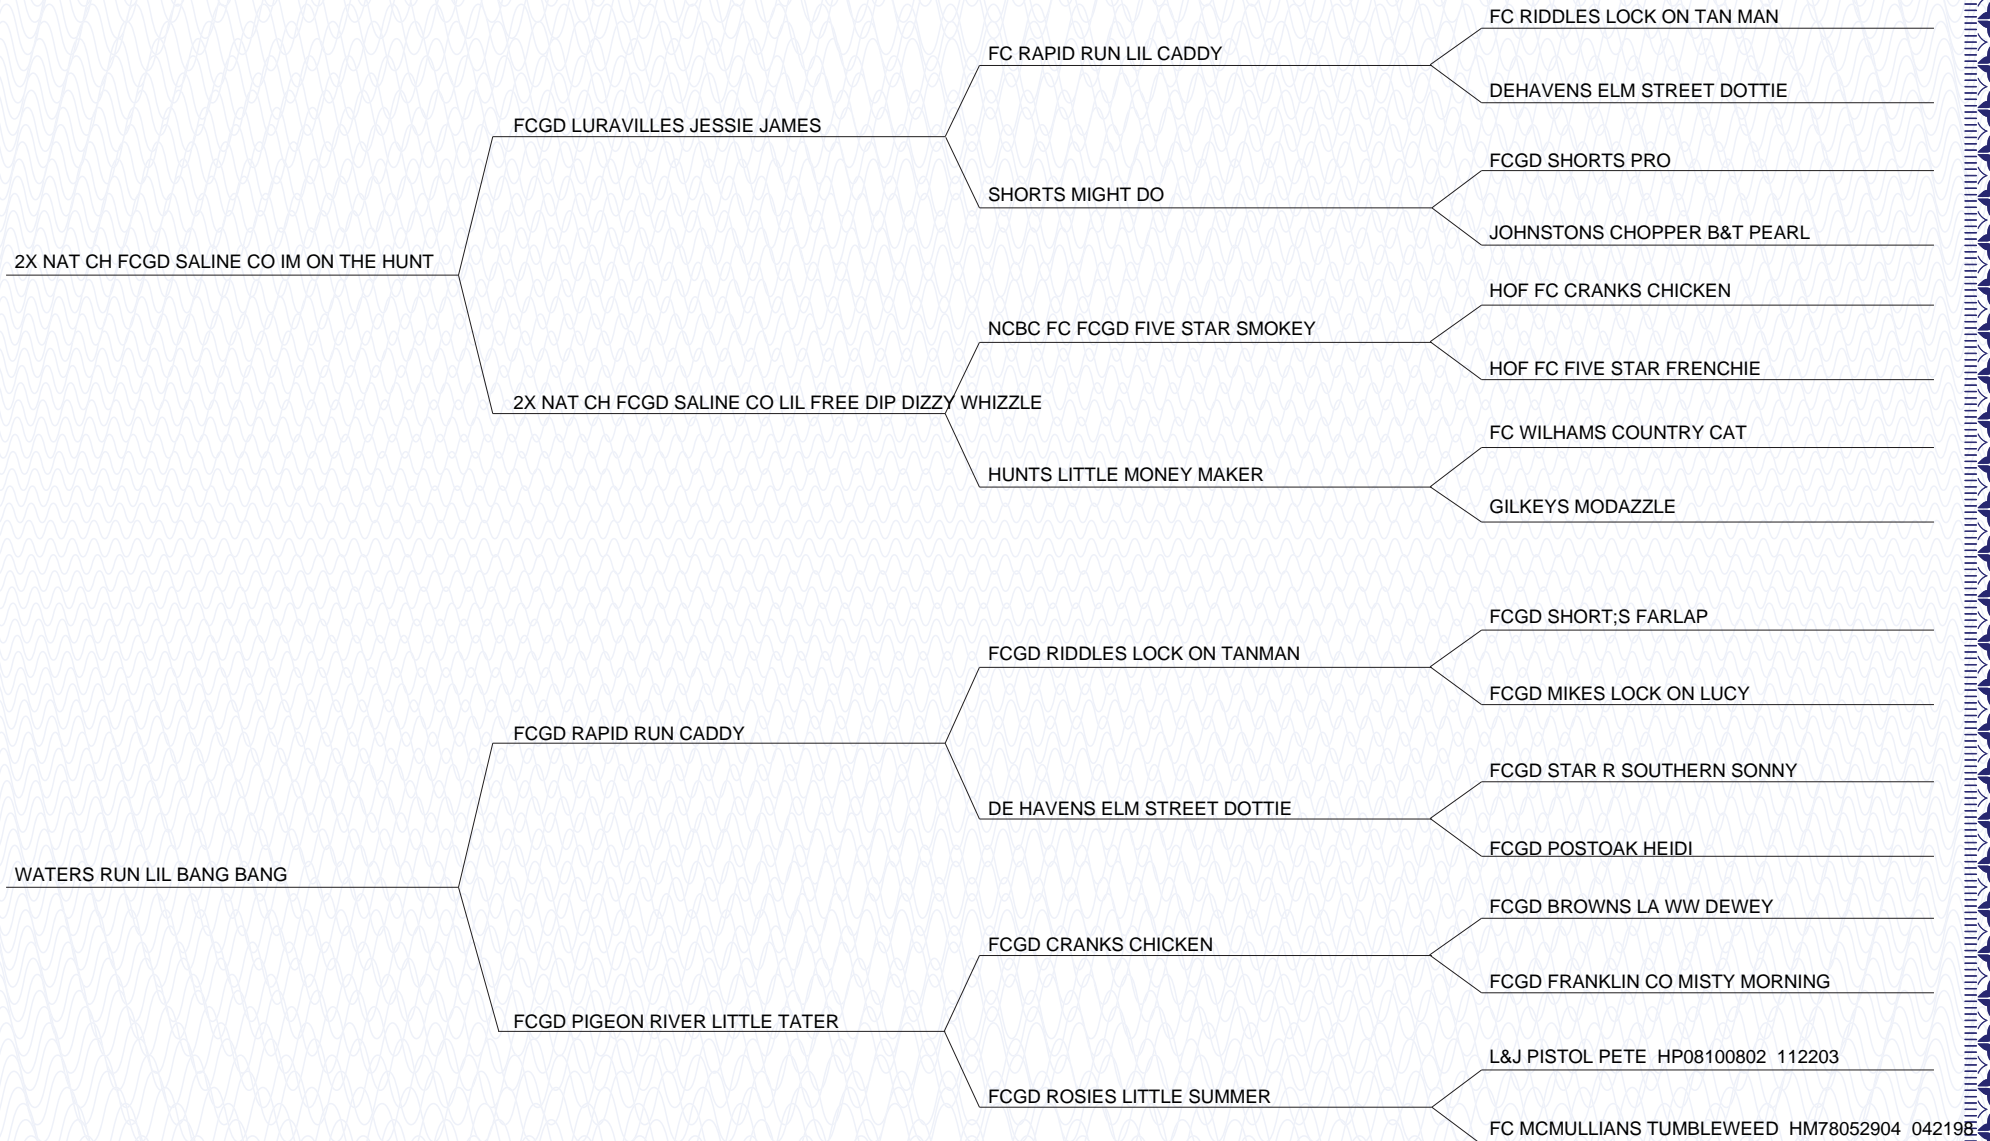 FC RIDDLES LOCK ON TAN MAN
FC RAPID RUN LIL CADDY
DEHAVENS ELM STREET DOTTIE
FCGD LURAVILLES JESSIE JAMES
FCGD SHORTS PRO
SHORTS MIGHT DO
JOHNSTONS CHOPPER B&T PEARL
2X NAT CH FCGD SALINE CO IM ON THE HUNT
HOF FC CRANKS CHICKEN
NCBC FC FCGD FIVE STAR SMOKEY
HOF FC FIVE STAR FRENCHIE
2X NAT CH FCGD SALINE CO LIL FREE DIP DIZZY WHIZZLE
FC WILHAMS COUNTRY CAT
HUNTS LITTLE MONEY MAKER
GILKEYS MODAZZLE
FCGD SHORT;S FARLAP
FCGD RIDDLES LOCK ON TANMAN
FCGD MIKES LOCK ON LUCY
FCGD RAPID RUN CADDY
FCGD STAR R SOUTHERN SONNY
DE HAVENS ELM STREET DOTTIE
FCGD POSTOAK HEIDI
WATERS RUN LIL BANG BANG
FCGD BROWNS LA WW DEWEY
FCGD CRANKS CHICKEN
FCGD FRANKLIN CO MISTY MORNING
FCGD PIGEON RIVER LITTLE TATER
L&J PISTOL PETE HP08100802 112203
FCGD ROSIES LITTLE SUMMER
FC MCMULLIANS TUMBLEWEED HM78052904 042198